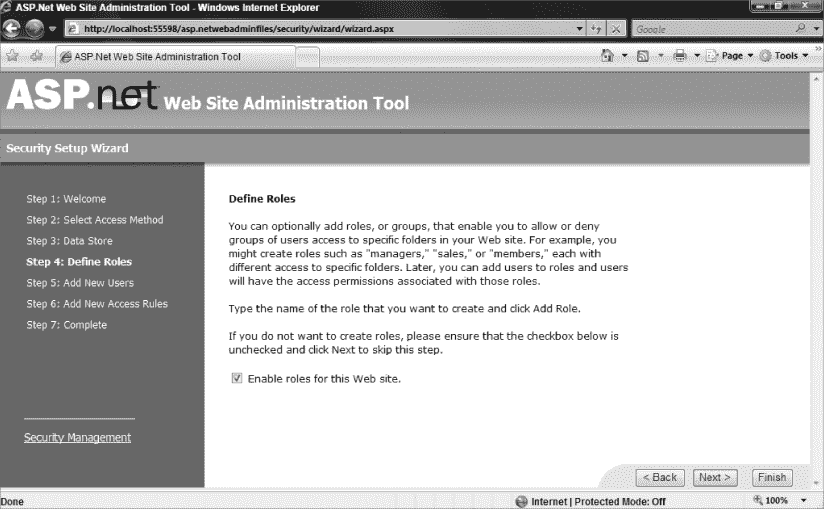 ASP.Net Web Site Administration Tool - Windows Internet Explorer
http://localhost:55598/asp.netwebadminfiles/security/wizard/wizard.aspx
Google
ASP.Net Web Site Administration Tool
Page
Tools
ASP.net Web Site Administration Tool
Security Setup Wizard
Step 1: Welcome
Step 2: Select Access Method
Step 3: Data Store
Step 4: Define Roles
Step 5: Add New Users
Step 6: Add New Access Rules
Step 7: Complete
Security Management
Define Roles
You can optionally add roles, or groups, that enable you to allow or deny
groups of users access to specific folders in your Web site. For example, you
might create roles such as "managers," "sales," or "members," each with
different access to specific folders. Later, you can add users to roles and users
will have the access permissions associated with those roles.
Type the name of the role that you want to create and click Add Role.
If you do not want to create roles, please ensure that the checkbox below is
unchecked and click Next to skip this step.
Enable roles for this Web site.
< Back
Next >
Finish
Done
Internet | Protected Mode: Off
100%